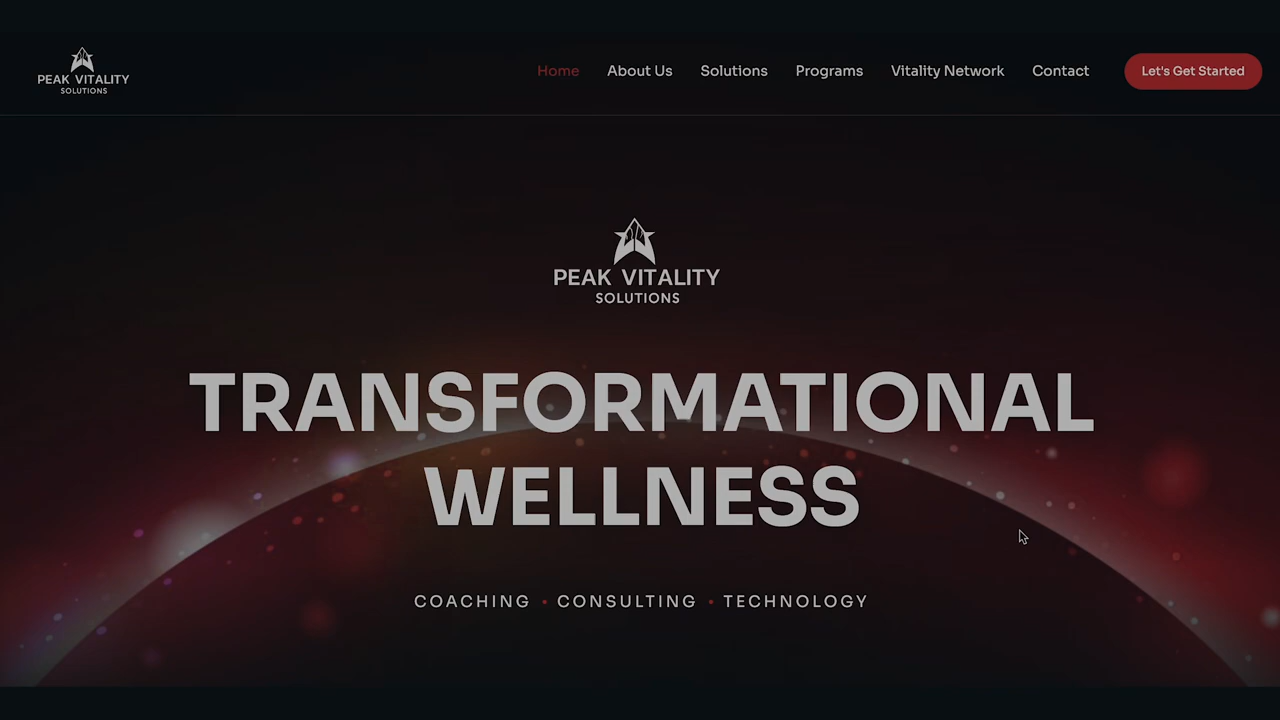 PEAK VITALITY
SOLUTIONS
Home About Us Solutions Programs Vitality Network Contact Let's Get Started
PEAK VITALITY
SOLUTIONS
TRANSFORMATIONAL
WELLNESS
COACHING • CONSULTING • TECHNOLOGY